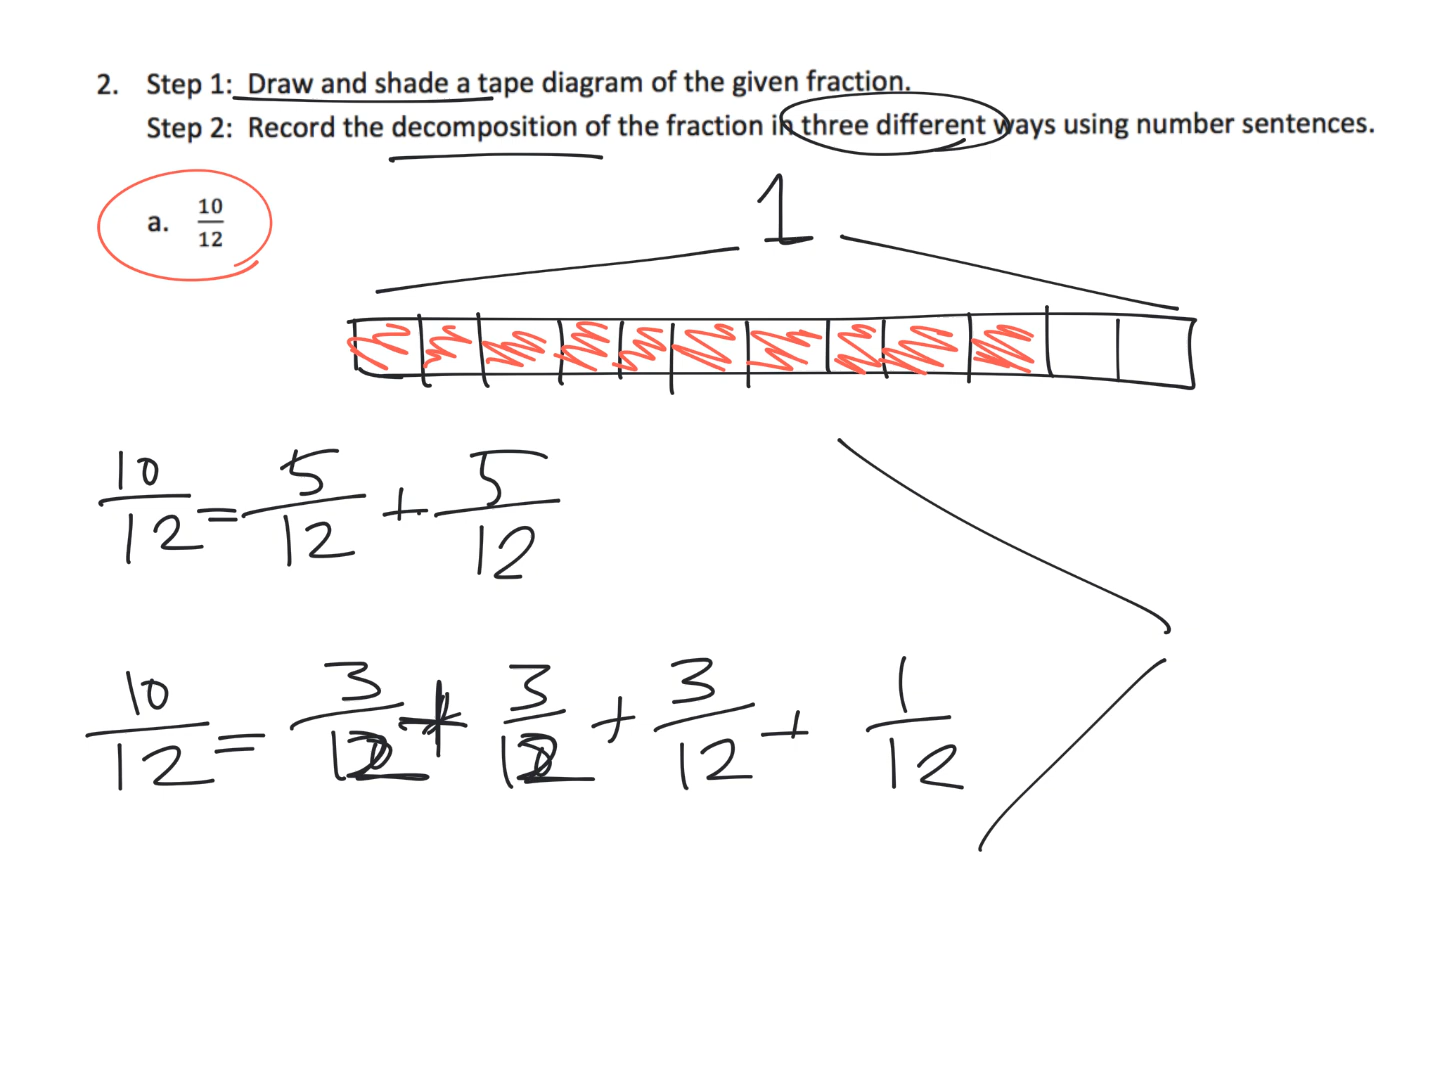 2. Step 1: Draw and shade a tape diagram of the given fraction.
Step 2: Record the decomposition of the fraction in three different ways using number sentences.
a. 10/12
1
10/12 = 5/12 + 5/12
10/12 = 3/12 + 3/12 + 3/12 + 1/12